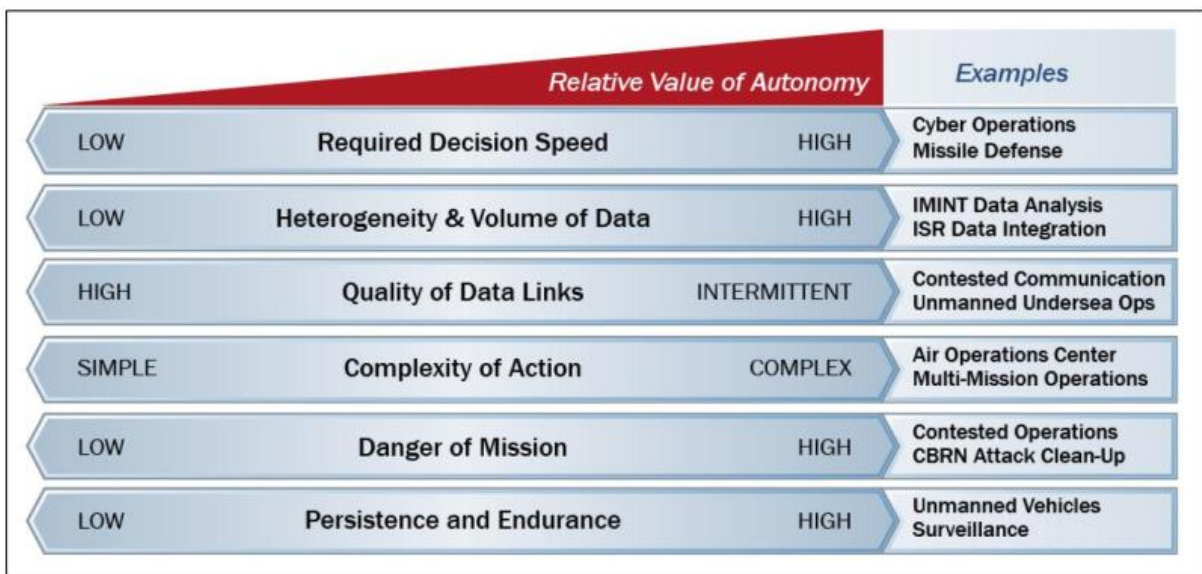 Relative Value of Autonomy
Examples
LOW Required Decision Speed HIGH
Cyber Operations
Missile Defense
LOW Heterogeneity & Volume of Data HIGH
IMINT Data Analysis
ISR Data Integration
HIGH Quality of Data Links INTERMITTENT
Contested Communication
Unmanned Undersea Ops
SIMPLE Complexity of Action COMPLEX
Air Operations Center
Multi-Mission Operations
LOW Danger of Mission HIGH
Contested Operations
CBRN Attack Clean-Up
LOW Persistence and Endurance HIGH
Unmanned Vehicles
Surveillance